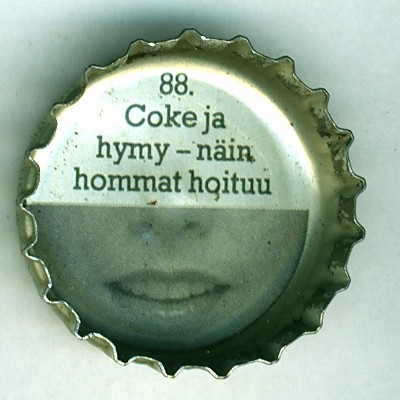 88.
Coke ja
hymy – näin
hommat hoituu